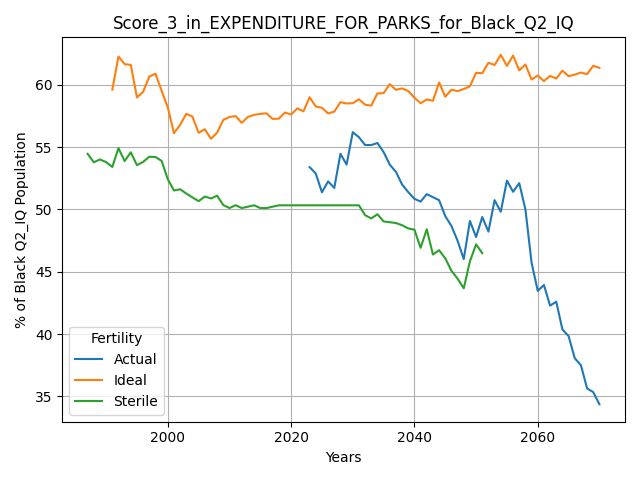 Score_3_in_EXPENDITURE_FOR_PARKS_for_Black_Q2_IQ
% of Black Q2_IQ Population
60
55
50
45
40
35
Fertility
Actual
Ideal
Sterile
2000
2020
2040
2060
Years